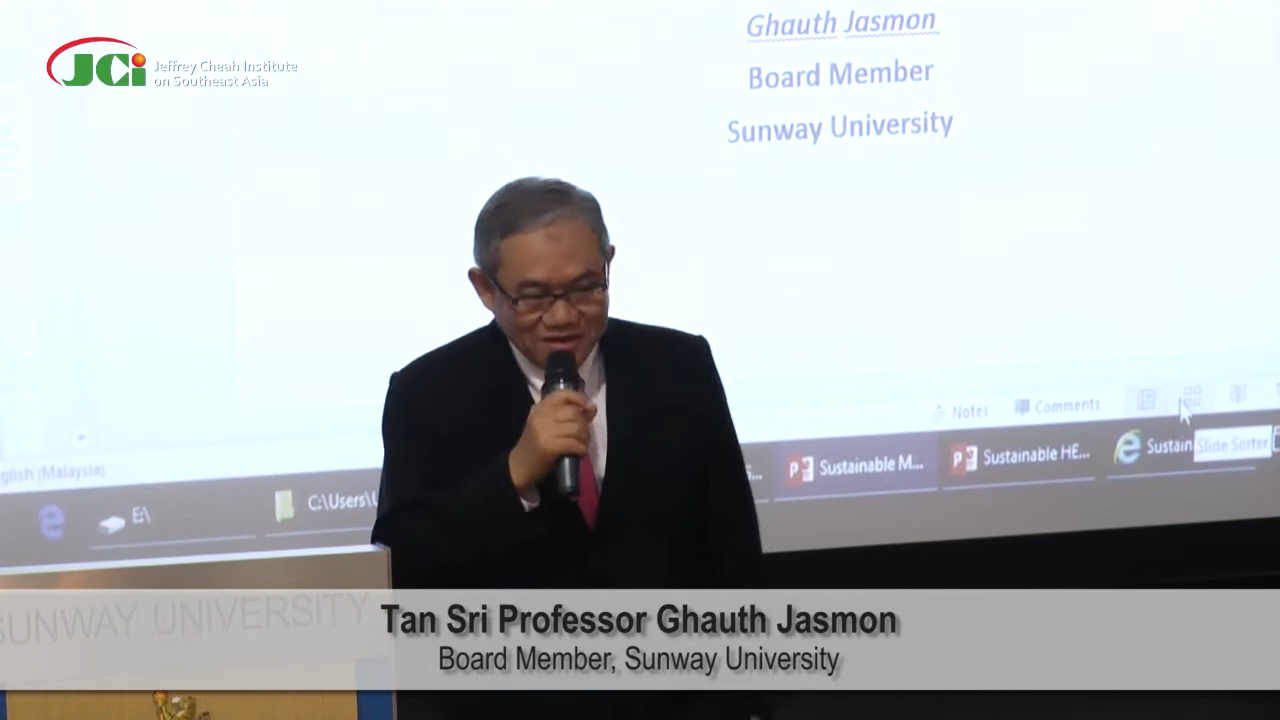 Ghauth Jasmon
Board Member
Sunway University
JCi Jeffrey Cheah Institute
on Southeast Asia
Notes Comments
glish (Malaysia)
E:\ C:\Users\ Sustainable M... Sustainable HE... Sustain Slide Sorter
SUNWAY UNIVERSITY
Tan Sri Professor Ghauth Jasmon
Board Member, Sunway University